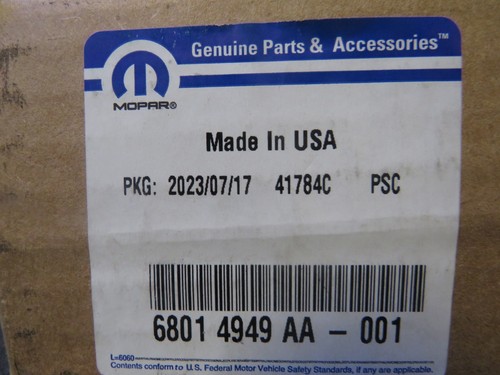 Genuine Parts & Accessories™
MOPAR®
Made In USA
PKG: 2023/07/17 41784C PSC
6801 4949 AA - 001
L=6060
Contents conform to U.S. Federal Motor Vehicle Safety Standards, if any are applicable.